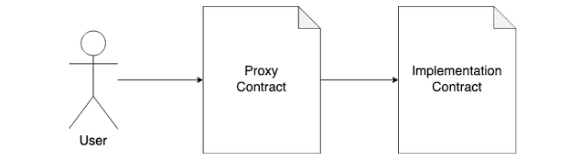 User
Proxy
Contract
Implementation
Contract